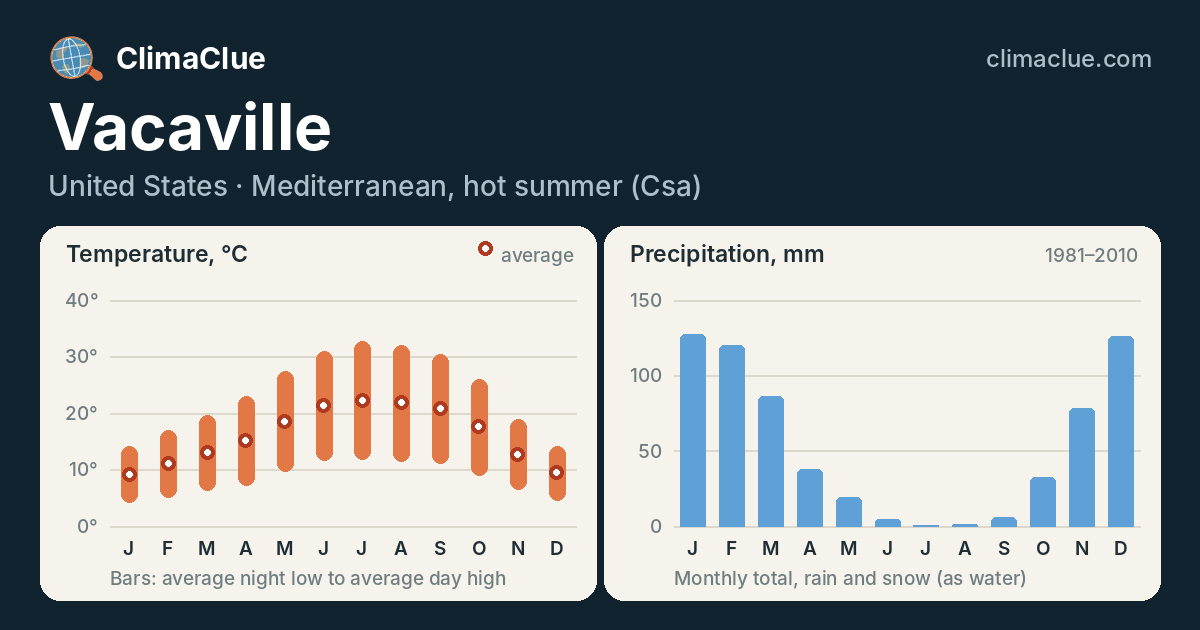 ClimaClue
climaclue.com
Vacaville
United States · Mediterranean, hot summer (Csa)
Temperature, °C
average
40°
30°
20°
10°
0°
J F M A M J J A S O N D
Bars: average night low to average day high
Precipitation, mm
1981–2010
150
100
50
0
J F M A M J J A S O N D
Monthly total, rain and snow (as water)